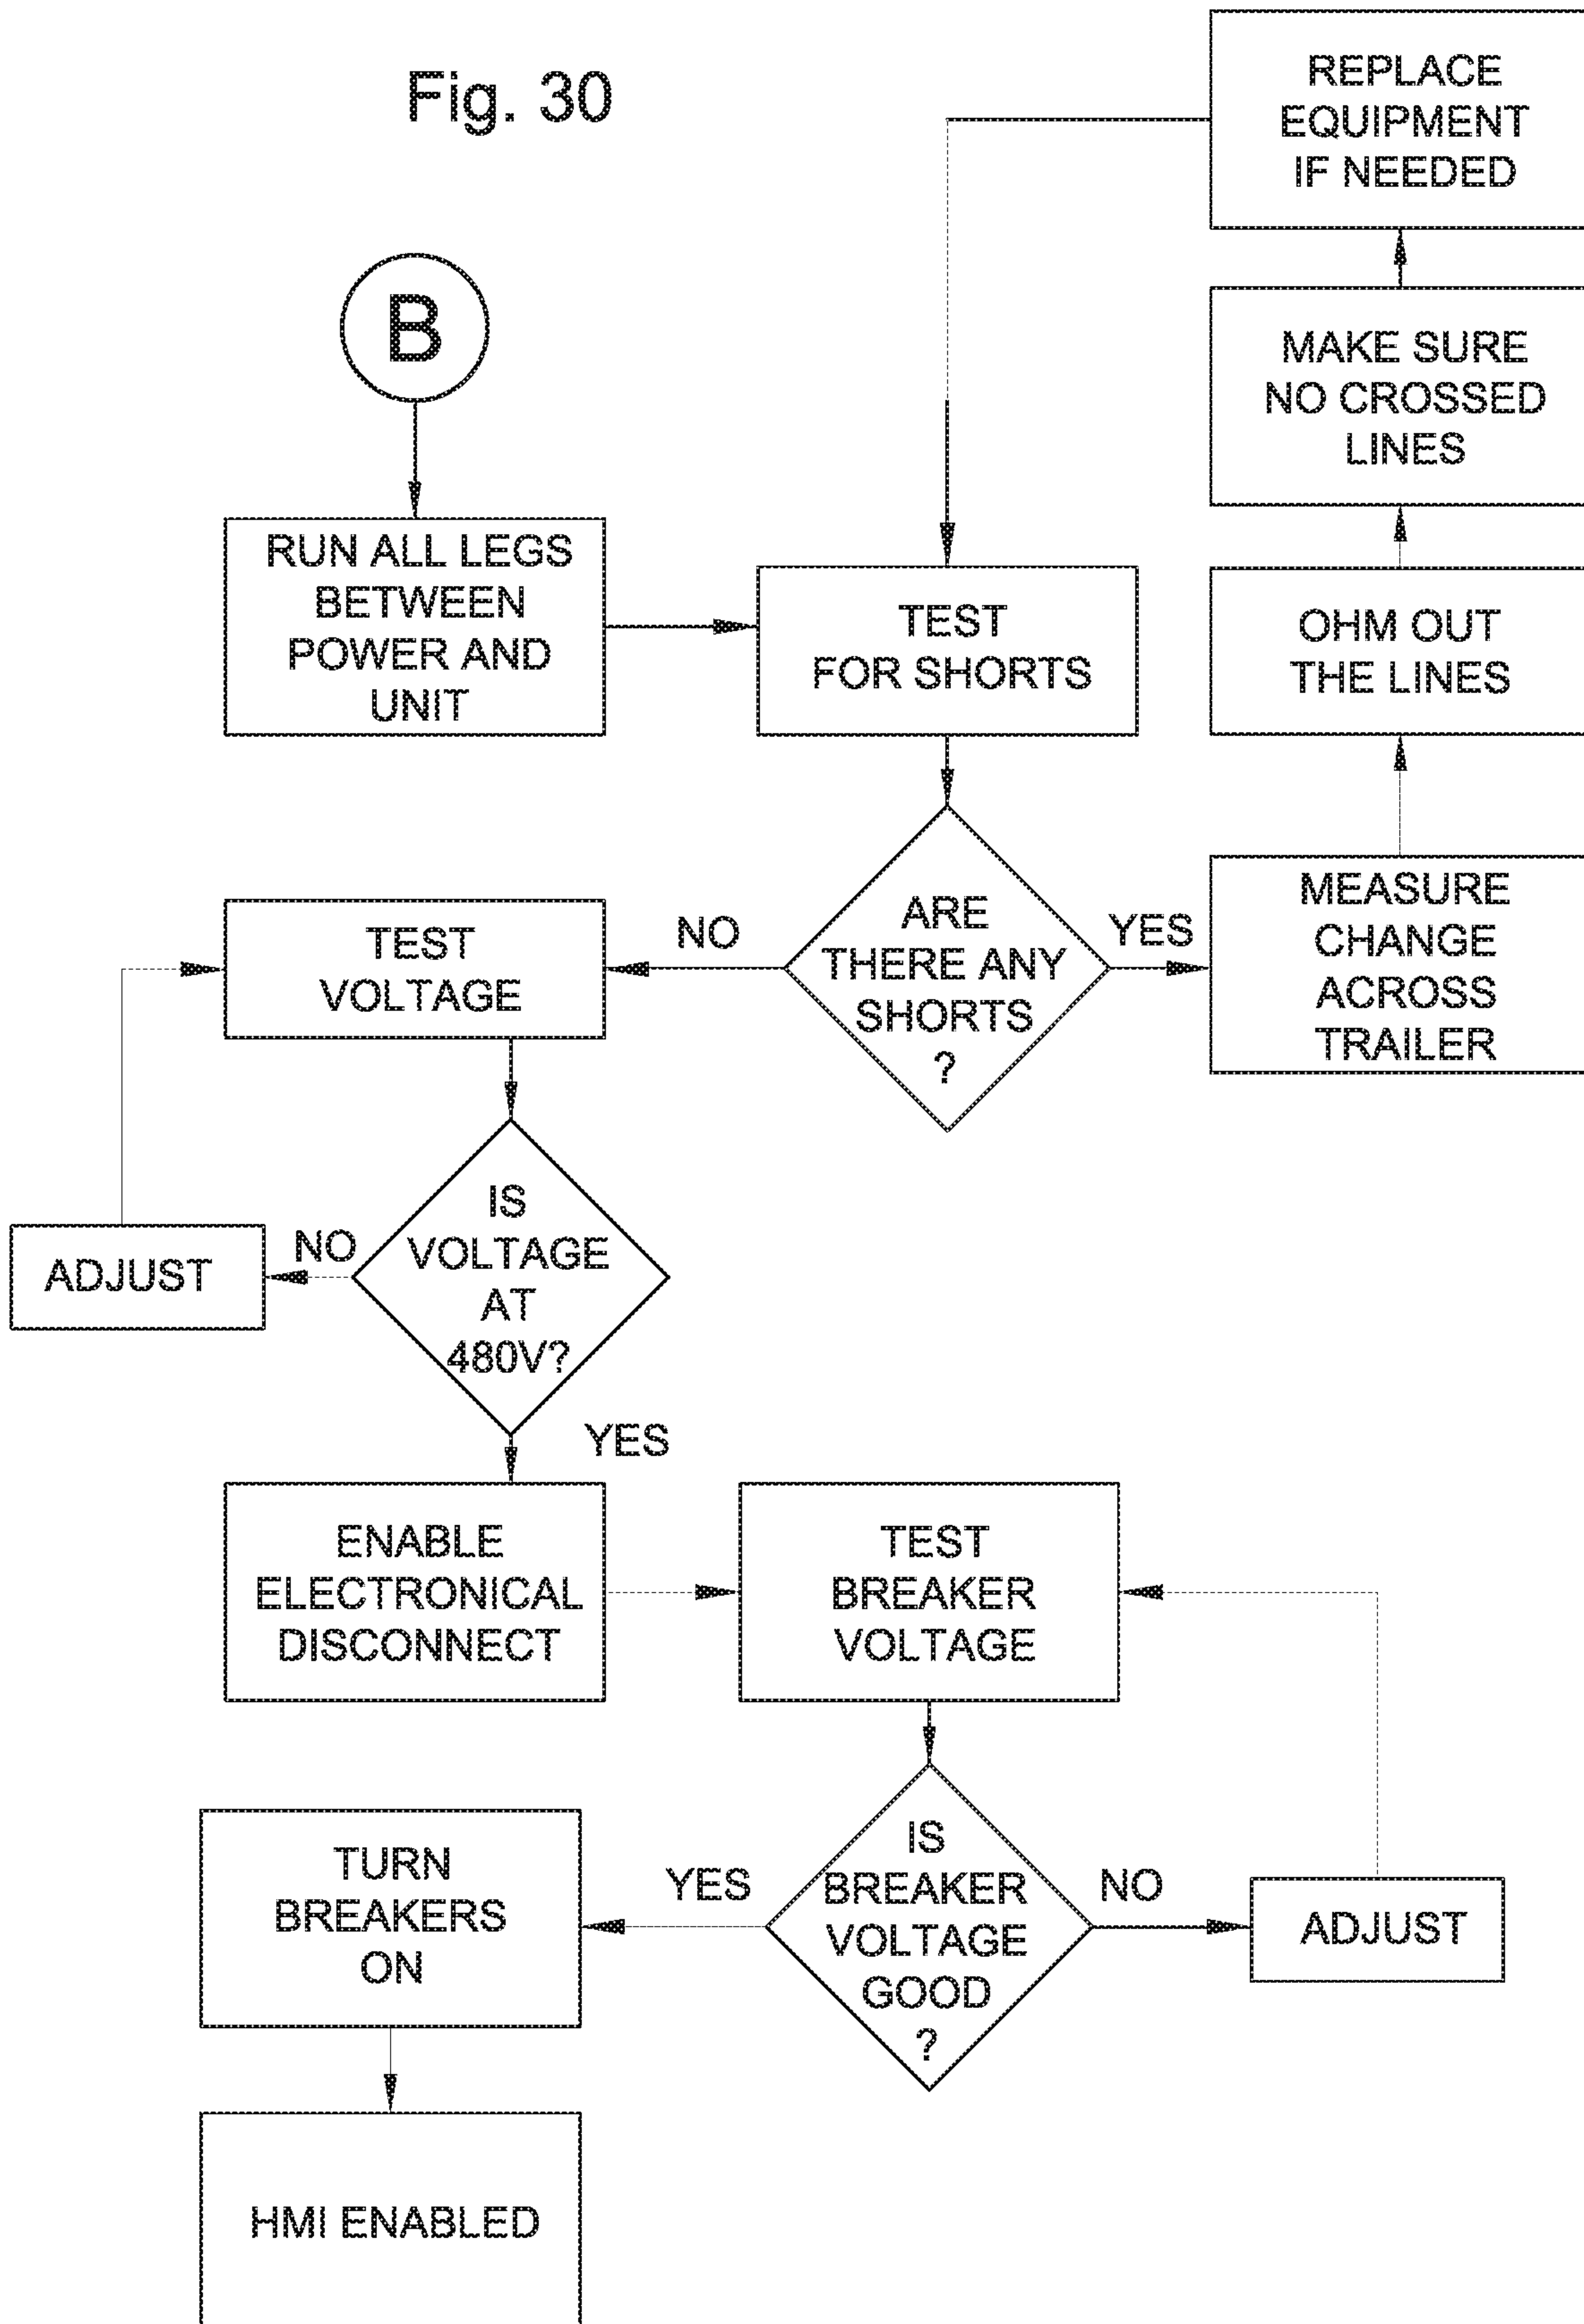 Fig. 30
REPLACE
EQUIPMENT
IF NEEDED
B
MAKE SURE
NO CROSSED
LINES
RUN ALL LEGS
BETWEEN
POWER AND
UNIT
TEST
FOR SHORTS
OHM OUT
THE LINES
TEST
VOLTAGE
NO
ARE
THERE ANY
SHORTS
?
YES
MEASURE
CHANGE
ACROSS
TRAILER
ADJUST
NO
IS
VOLTAGE
AT
480V?
YES
ENABLE
ELECTRONICAL
DISCONNECT
TEST
BREAKER
VOLTAGE
TURN
BREAKERS
ON
YES
IS
BREAKER
VOLTAGE
GOOD
?
NO
ADJUST
HMI ENABLED